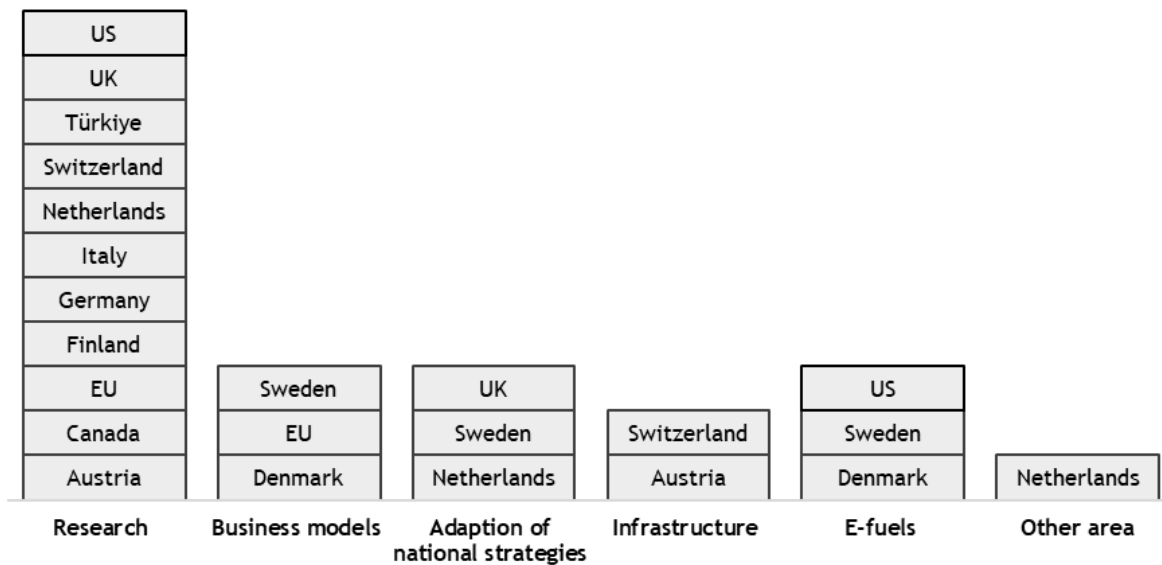 US
UK
Türkiye
Switzerland
Netherlands
Italy
Germany
Finland
EU
Canada
Austria
Research
Sweden
EU
Denmark
Business models
UK
Sweden
Netherlands
Adaption of
national strategies
Switzerland
Austria
Infrastructure
US
Sweden
Denmark
E-fuels
Netherlands
Other area